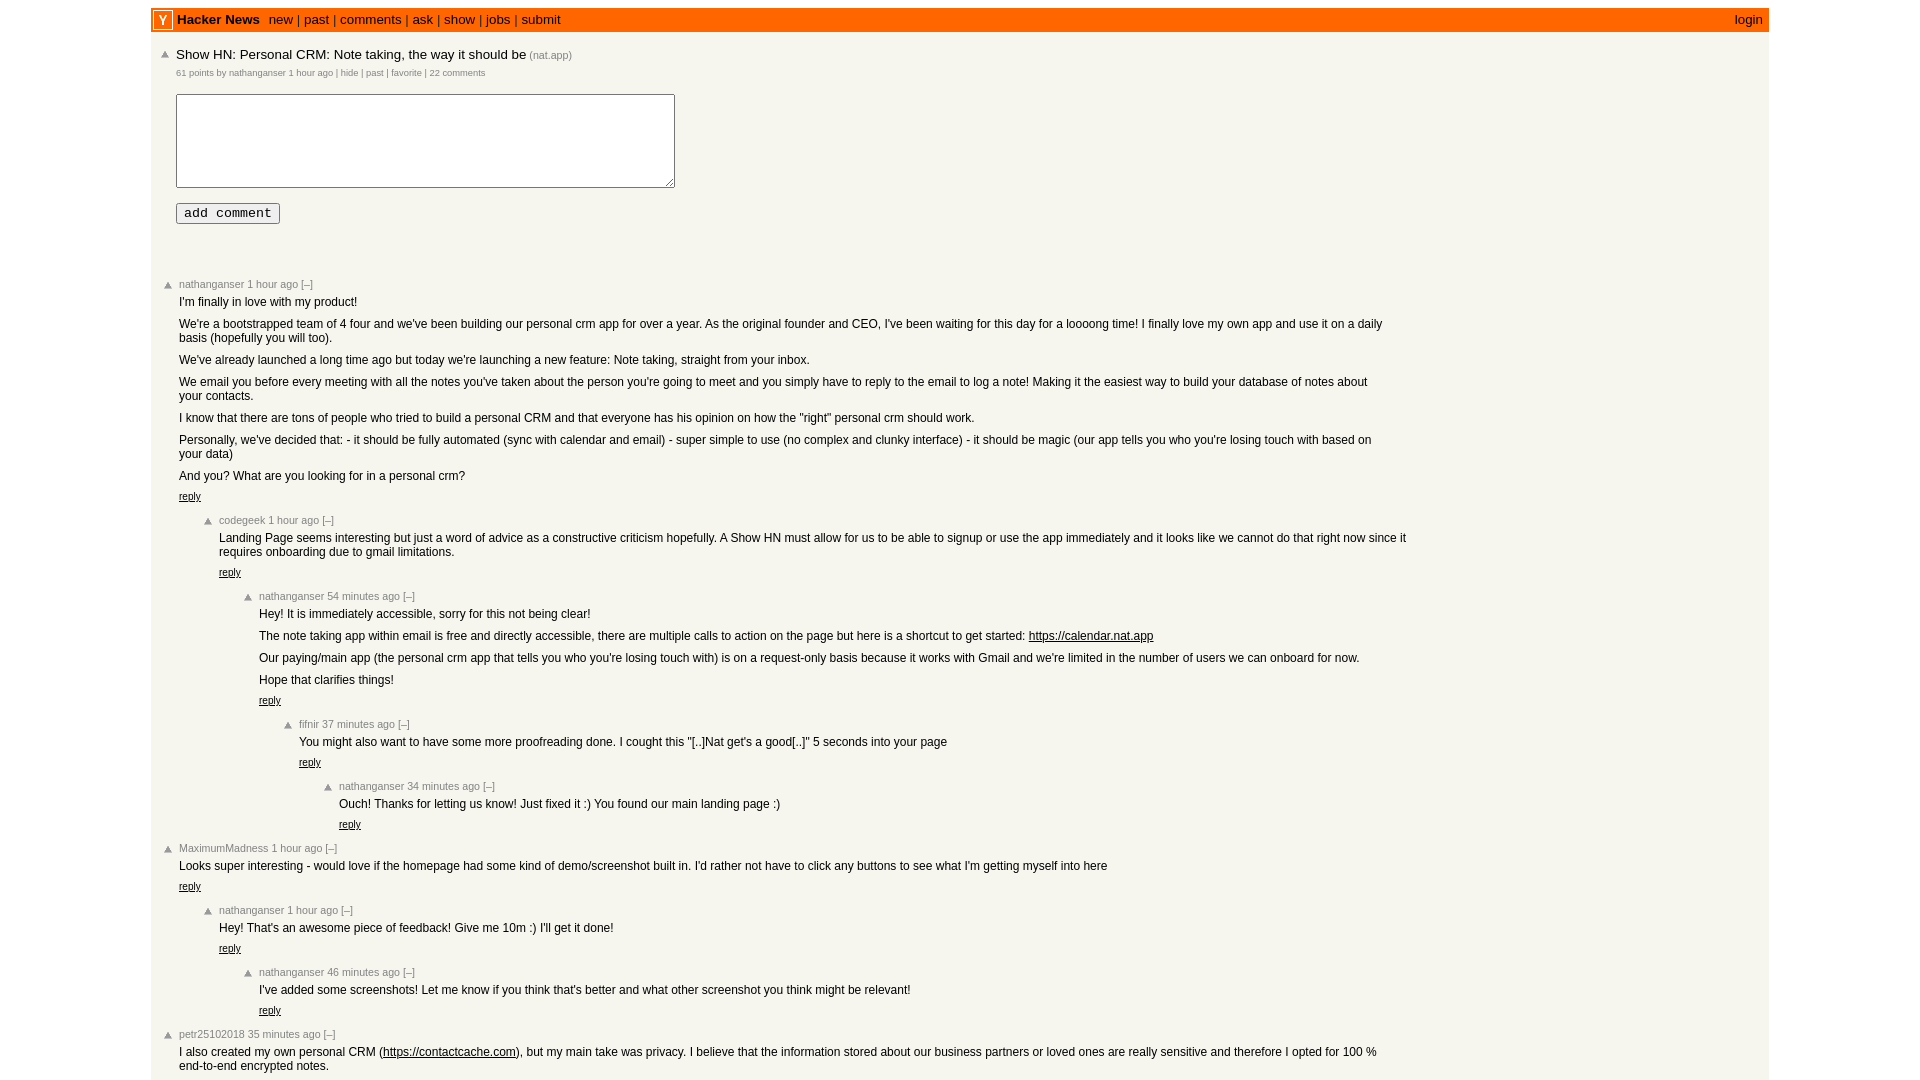 Y Hacker News new | past | comments | ask | show | jobs | submit login
Show HN: Personal CRM: Note taking, the way it should be (nat.app)
61 points by nathanganser 1 hour ago | hide | past | favorite | 22 comments
add comment
nathanganser 1 hour ago [–]
I'm finally in love with my product!
We're a bootstrapped team of 4 four and we've been building our personal crm app for over a year. As the original founder and CEO, I've been waiting for this day for a loooong time! I finally love my own app and use it on a daily
basis (hopefully you will too).
We've already launched a long time ago but today we're launching a new feature: Note taking, straight from your inbox.
We email you before every meeting with all the notes you've taken about the person you're going to meet and you simply have to reply to the email to log a note! Making it the easiest way to build your database of notes about
your contacts.
I know that there are tons of people who tried to build a personal CRM and that everyone has his opinion on how the "right" personal crm should work.
Personally, we've decided that: - it should be fully automated (sync with calendar and email) - super simple to use (no complex and clunky interface) - it should be magic (our app tells you who you're losing touch with based on
your data)
And you? What are you looking for in a personal crm?
reply
codegeek 1 hour ago [–]
Landing Page seems interesting but just a word of advice as a constructive criticism hopefully. A Show HN must allow for us to be able to signup or use the app immediately and it looks like we cannot do that right now since it
requires onboarding due to gmail limitations.
reply
nathanganser 54 minutes ago [–]
Hey! It is immediately accessible, sorry for this not being clear!
The note taking app within email is free and directly accessible, there are multiple calls to action on the page but here is a shortcut to get started: https://calendar.nat.app
Our paying/main app (the personal crm app that tells you who you're losing touch with) is on a request-only basis because it works with Gmail and we're limited in the number of users we can onboard for now.
Hope that clarifies things!
reply
fifnir 37 minutes ago [–]
You might also want to have some more proofreading done. I cought this "[..]Nat get's a good[..]" 5 seconds into your page
reply
nathanganser 34 minutes ago [–]
Ouch! Thanks for letting us know! Just fixed it :) You found our main landing page :)
reply
MaximumMadness 1 hour ago [–]
Looks super interesting - would love if the homepage had some kind of demo/screenshot built in. I'd rather not have to click any buttons to see what I'm getting myself into here
reply
nathanganser 1 hour ago [–]
Hey! That's an awesome piece of feedback! Give me 10m :) I'll get it done!
reply
nathanganser 46 minutes ago [–]
I've added some screenshots! Let me know if you think that's better and what other screenshot you think might be relevant!
reply
petr25102018 35 minutes ago [–]
I also created my own personal CRM (https://contactcache.com), but my main take was privacy. I believe that the information stored about our business partners or loved ones are really sensitive and therefore I opted for 100 %
end-to-end encrypted notes.